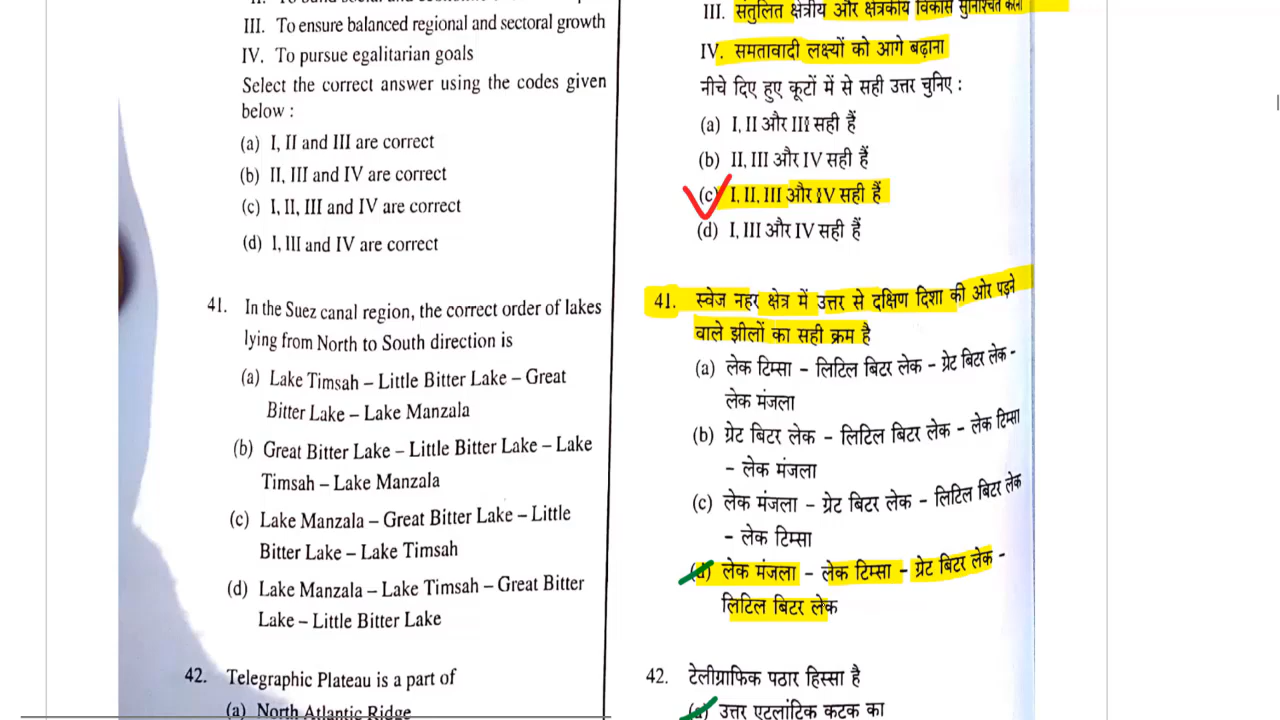 III. To ensure balanced regional and sectoral growth
IV. To pursue egalitarian goals
Select the correct answer using the codes given
below :
(a) I, II and III are correct
(b) II, III and IV are correct
(c) I, II, III and IV are correct
(d) I, III and IV are correct
41. In the Suez canal region, the correct order of lakes
lying from North to South direction is
(a) Lake Timsah – Little Bitter Lake – Great
Bitter Lake – Lake Manzala
(b) Great Bitter Lake – Little Bitter Lake – Lake
Timsah – Lake Manzala
(c) Lake Manzala – Great Bitter Lake – Little
Bitter Lake – Lake Timsah
(d) Lake Manzala – Lake Timsah – Great Bitter
Lake – Little Bitter Lake
42. Telegraphic Plateau is a part of
(a) North Atlantic Ridge
III. संतुलित क्षेत्रीय और क्षेत्रकीय विकास सुनिश्चित करना
IV. समतावादी लक्ष्यों को आगे बढ़ाना
नीचे दिए हुए कूटों में से सही उत्तर चुनिए :
(a) I, II और III सही हैं
(b) II, III और IV सही हैं
(c) I, II, III और IV सही हैं
(d) I, III और IV सही हैं
41. स्वेज नहर क्षेत्र में उत्तर से दक्षिण दिशा की ओर पड़ने
वाले झीलों का सही क्रम है
(a) लेक टिम्सा – लिटिल बिटर लेक – ग्रेट बिटर लेक –
लेक मंजला
(b) ग्रेट बिटर लेक – लिटिल बिटर लेक – लेक टिम्सा
– लेक मंजला
(c) लेक मंजला – ग्रेट बिटर लेक – लिटिल बिटर लेक
– लेक टिम्सा
(d) लेक मंजला – लेक टिम्सा – ग्रेट बिटर लेक –
लिटिल बिटर लेक
42. टेलीग्राफिक पठार हिस्सा है
(a) उत्तर एटलांटिक कटक का